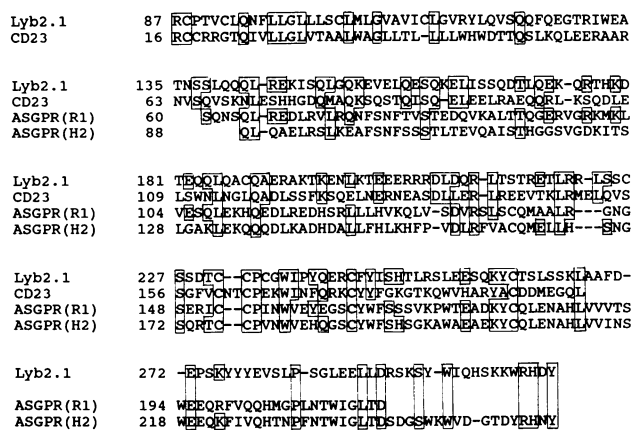 Lyb2.1 87 RCPTVCLQNFLLGLLLSCLMLGVAVICLGVRYLQVSQQFQEGTRIWEA
CD23 16 RCCRRGTQIVLLGLVTAALWAGLLTL-LLLWHWDTTQSLKQLEERAAR
Lyb2.1 135 TNSSLQQQL-REKISQLGQKEVELQESQKELISSQDTLQEK-QRTHKD
CD23 63 NVSQVSKNLESHHGDQMAQKSQSTQISQ-ELEELRAEQQRL-KSQDLE
ASGPR(R1) 60 SQNSQL-REDLRVLRQNFSNFTVSTEDQVKALTTQGERVGRKMKL
ASGPR(H2) 88 QL-QAELRSLKEAFSNFSSSTLTEVQAISTHGGSVGDKITS
Lyb2.1 181 TEQQLQACQAERAKTKENLKTEEERRRDLDQR-LTSTRETLRR-LSSC
CD23 109 LSWNLNGLQADLSSFKSQELNERNEASDLLER-LREEVTKLRMELQVS
ASGPR(R1) 104 VESQLEKHQEDLREDHSRLLLHVKQLV-SDVRSLSCQMAALR---GNG
ASGPR(H2) 128 LGAKLEKQQQDLKADHDALLFHLKHFP-VDLRFVACQMELLH---SNG
Lyb2.1 227 SSDTCC--CPCGWIPYQERCFYISHTLRSLEESQKYCTSLSSKLAAFD-
CD23 156 SGFVCNTCPEKWINFQRKCYYFGKGTKQWVHARYACDDMEGQL
ASGPR(R1) 148 SERICC--CPINWVEYEGSCYWFSSSVKPWTEADKYCQLENAHLVVVTS
ASGPR(H2) 172 SQRTCC--CPVNWVEHQGSCYWFSHSGKAWAEAEKYCQLENAHLVVINS
Lyb2.1 272 -EPSKYYYEVSLP-SGLEELLDRSKSY-WIQHSKKWRHDY
ASGPR(R1) 194 WEEQRFVQQHMGPLNTWIGLTD
ASGPR(H2) 218 WEEQKFIVQHTNPFNTWIGLTDSDGSWKWVD-GTDYRHNY